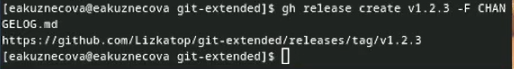 [eakuznecova@eakuznecova git-extended]$ gh release create v1.2.3 -F CHAN
GELOG.md
https://github.com/Lizkatop/git-extended/releases/tag/v1.2.3
[eakuznecova@eakuznecova git-extended]$